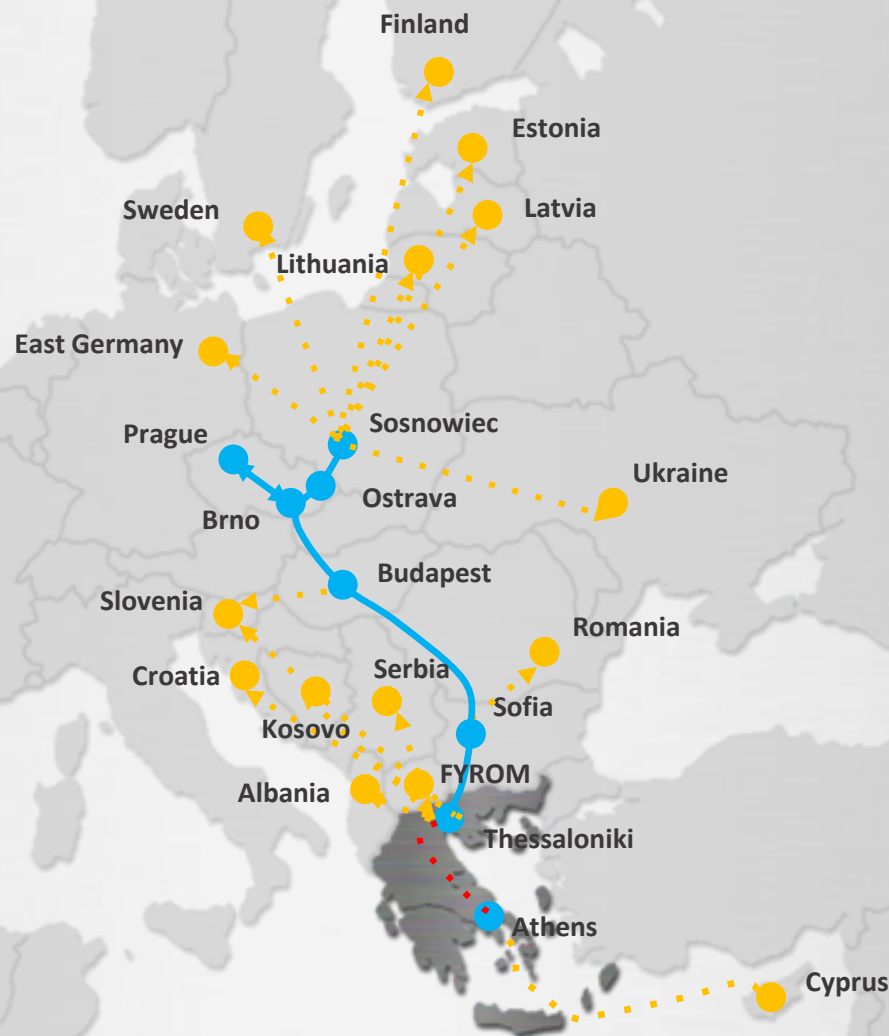 Finland
Estonia
Sweden
Latvia
Lithuania
East Germany
Sosnowiec
Prague
Ukraine
Ostrava
Brno
Budapest
Slovenia
Romania
Croatia
Serbia
Sofia
Kosovo
FYROM
Albania
Thessaloniki
Athens
Cyprus